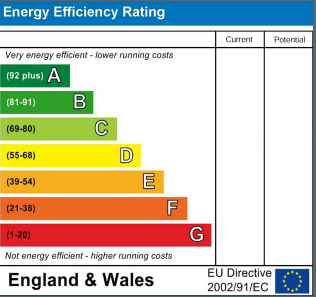 Energy Efficiency Rating
Current Potential
Very energy efficient - lower running costs
(92 plus) A
(81-91) B
(69-80) C
(55-68) D
(39-54) E
(21-38) F
(1-20) G
Not energy efficient - higher running costs
England & Wales
EU Directive
2002/91/EC